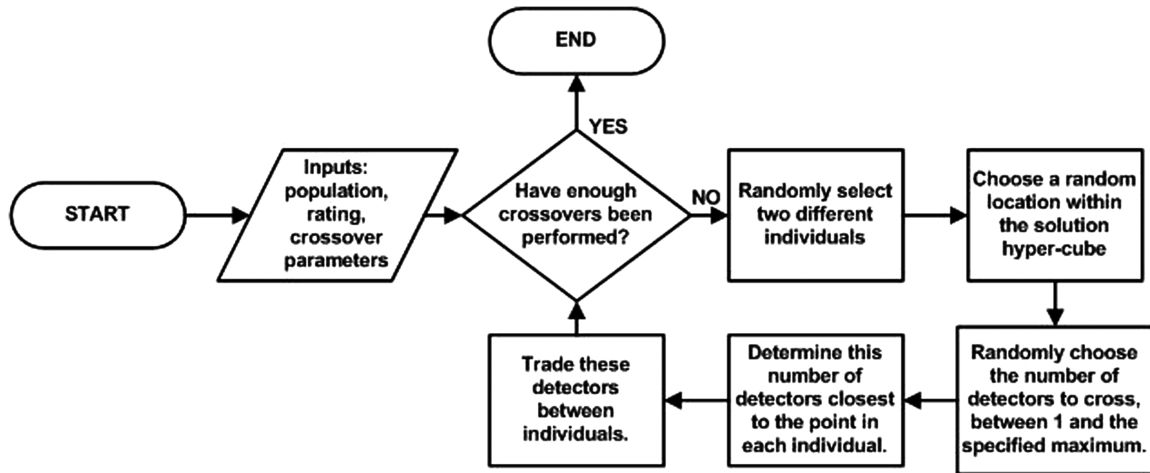 START
Inputs:
population,
rating,
crossover
parameters
Have enough
crossovers been
performed?
YES
END
NO
Randomly select
two different
individuals
Choose a random
location within
the solution
hyper-cube
Randomly choose
the number of
detectors to cross,
between 1 and the
specified maximum.
Determine this
number of
detectors closest
to the point in
each individual.
Trade these
detectors
between
individuals.